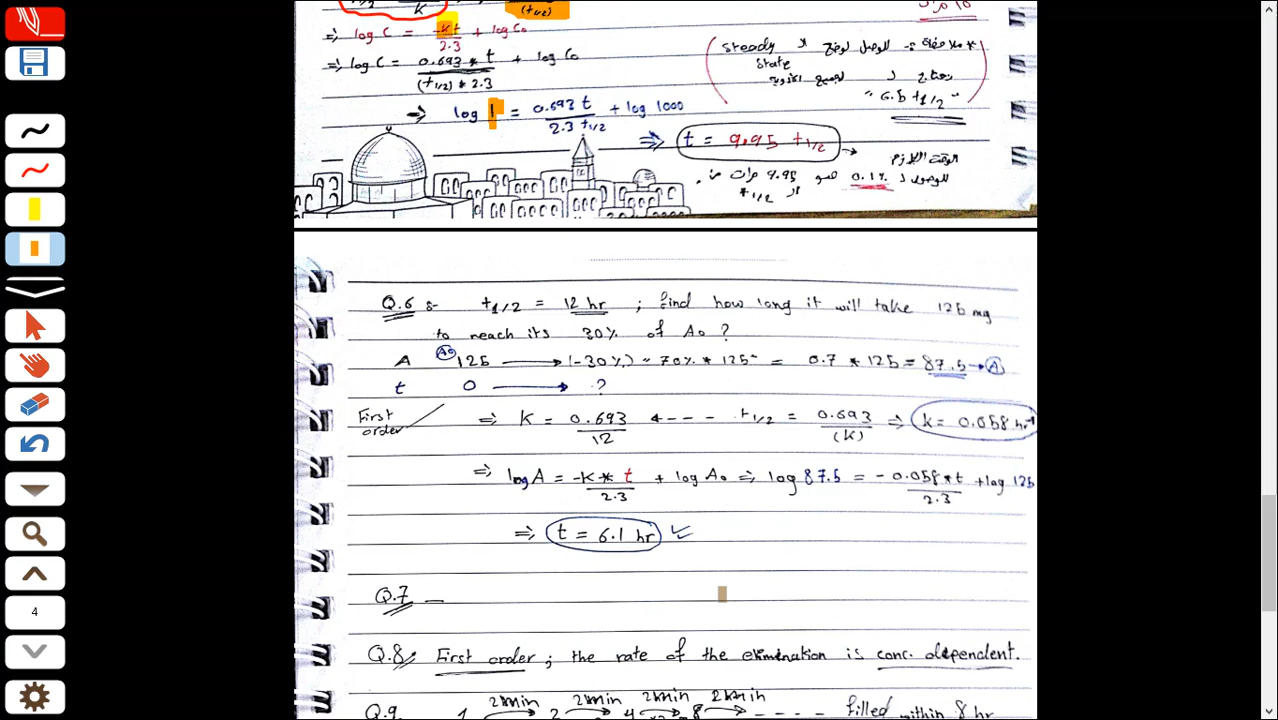 ⇒ log C = -kt/2.3 + log C₀
⇒ log C = 0.693 * t/(t1/2) * 2.3 + log C₀
⇒ log 1 = 0.693 t/2.3 t1/2 + log 1000
⇒ t = 9.95 t1/2
steady
state
الوقت اللازم
للوصول لـ 0.1% هو 9.95 مرات من
الـ t1/2
Q.6 :- t1/2 = 12 hr ; find how long it will take 125 mg
to reach its 30% of A₀ ?
A (A₀) 125 → (-30%) = 70% * 125 = 0.7 * 125 = 87.5 → (A)
t 0 → ?
First order ⇒ K = 0.693/12 ←--- t1/2 = 0.693/(K) ⇒ k = 0.058 hr⁻¹
⇒ log A = -K * t/2.3 + log A₀ ⇒ log 87.5 = -0.058 * t/2.3 + log 125
⇒ t = 6.1 hr ✓
Q.7 _
4
Q.8 First order ; the rate of the elimination is conc. dependent.
2min 2min 2min 2min
Q.9 1 2 4 8 ---- filled within 8 hr